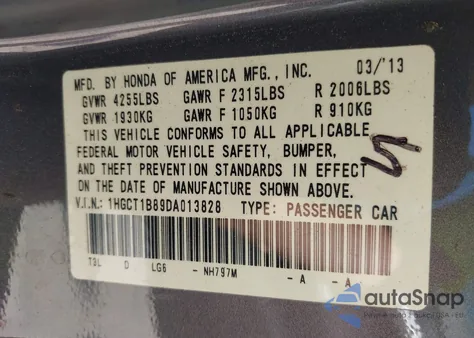 MFD. BY HONDA OF AMERICA MFG., INC. 03/'13
GVWR 4255LBS GAWR F 2315LBS R 2006LBS
GVWR 1930KG GAWR F 1050KG R 910KG
THIS VEHICLE CONFORMS TO ALL APPLICABLE
FEDERAL MOTOR VEHICLE SAFETY, BUMPER,
AND THEFT PREVENTION STANDARDS IN EFFECT
ON THE DATE OF MANUFACTURE SHOWN ABOVE.
V.I.N.: 1HGCT1B89DA013828 TYPE: PASSENGER CAR
T3L D LG6 - NH797M - A - A
autoSnap